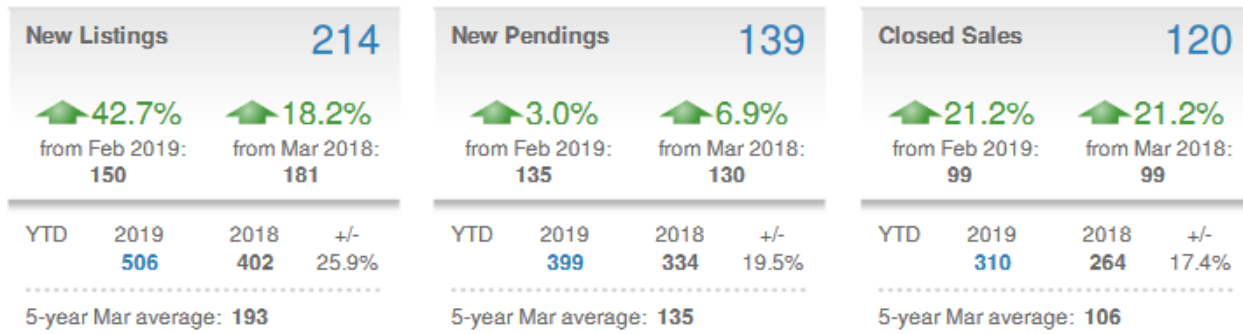 New Listings 214
42.7% 18.2%
from Feb 2019: from Mar 2018:
150 181
YTD 2019 2018 +/-
506 402 25.9%
5-year Mar average: 193
New Pendings 139
3.0% 6.9%
from Feb 2019: from Mar 2018:
135 130
YTD 2019 2018 +/-
399 334 19.5%
5-year Mar average: 135
Closed Sales 120
21.2% 21.2%
from Feb 2019: from Mar 2018:
99 99
YTD 2019 2018 +/-
310 264 17.4%
5-year Mar average: 106